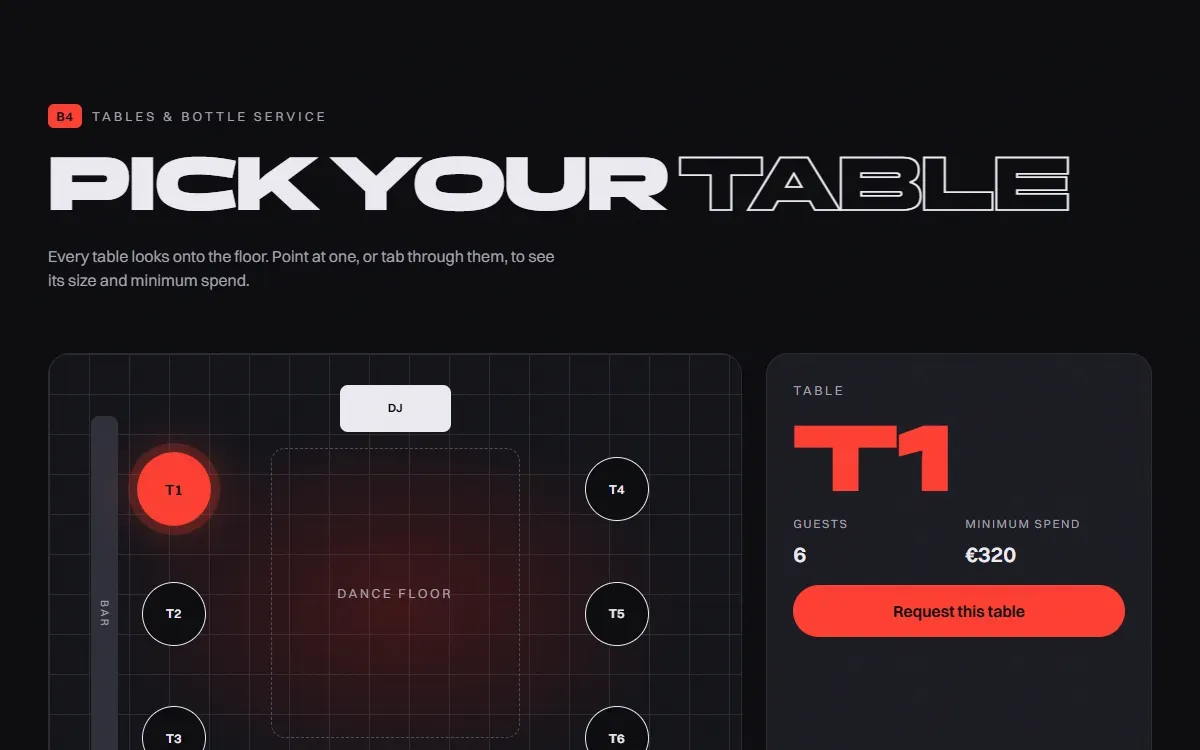 B4 TABLES & BOTTLE SERVICE
PICK YOUR TABLE
Every table looks onto the floor. Point at one, or tab through them, to see
its size and minimum spend.
DJ
T1
T4
DANCE FLOOR
BAR
T2
T5
T3
T6
TABLE
T1
GUESTS
6
MINIMUM SPEND
€320
Request this table